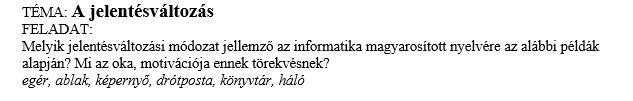 TÉMA: A jelentésváltozás
FELADAT:
Melyik jelentésváltozási módozat jellemző az informatika magyarosított nyelvére az alábbi példák
alapján? Mi az oka, motivációja ennek törekvésnek?
egér, ablak, képernyő, drótposta, könyvtár, háló